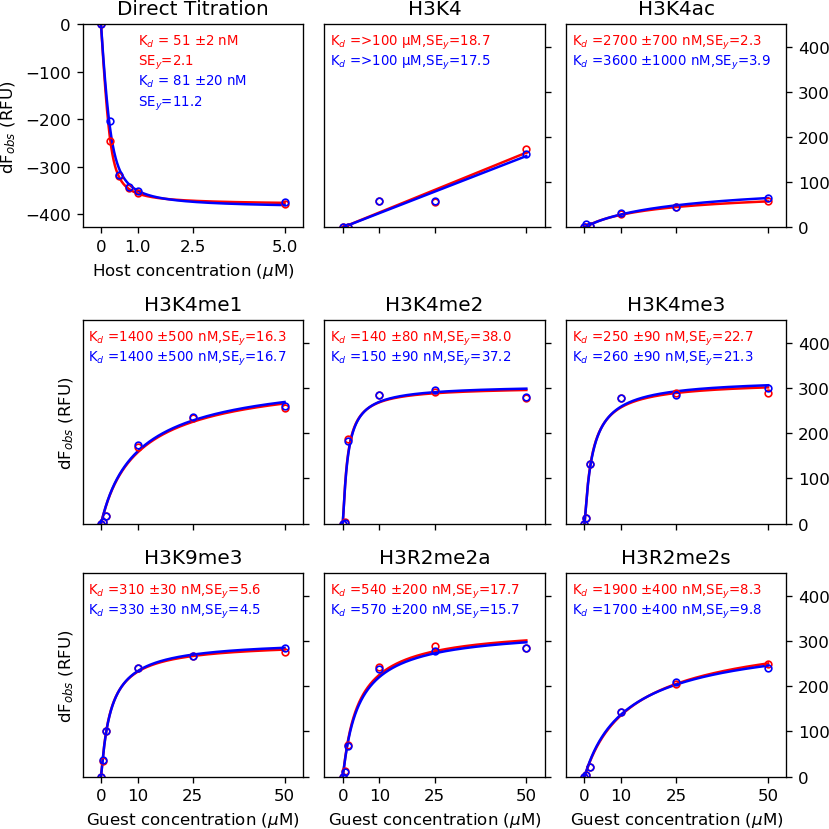 Direct Titration
H3K4
H3K4ac
0
−100
−200
−300
−400
dF_obs (RFU)
K_d = 51 ±2 nM
SE_y=2.1
K_d = 81 ±20 nM
SE_y=11.2
0 1.0 2.5 5.0
Host concentration (μM)
K_d =>100 μM,SE_y=18.7
K_d =>100 μM,SE_y=17.5
K_d =2700 ±700 nM,SE_y=2.3
K_d =3600 ±1000 nM,SE_y=3.9
400
300
200
100
0
H3K4me1
H3K4me2
H3K4me3
dF_obs (RFU)
K_d =1400 ±500 nM,SE_y=16.3
K_d =1400 ±500 nM,SE_y=16.7
K_d =140 ±80 nM,SE_y=38.0
K_d =150 ±90 nM,SE_y=37.2
K_d =250 ±90 nM,SE_y=22.7
K_d =260 ±90 nM,SE_y=21.3
400
300
200
100
0
H3K9me3
H3R2me2a
H3R2me2s
dF_obs (RFU)
K_d =310 ±30 nM,SE_y=5.6
K_d =330 ±30 nM,SE_y=4.5
K_d =540 ±200 nM,SE_y=17.7
K_d =570 ±200 nM,SE_y=15.7
K_d =1900 ±400 nM,SE_y=8.3
K_d =1700 ±400 nM,SE_y=9.8
400
300
200
100
0
0 10 25 50
0 10 25 50
0 10 25 50
Guest concentration (μM)
Guest concentration (μM)
Guest concentration (μM)